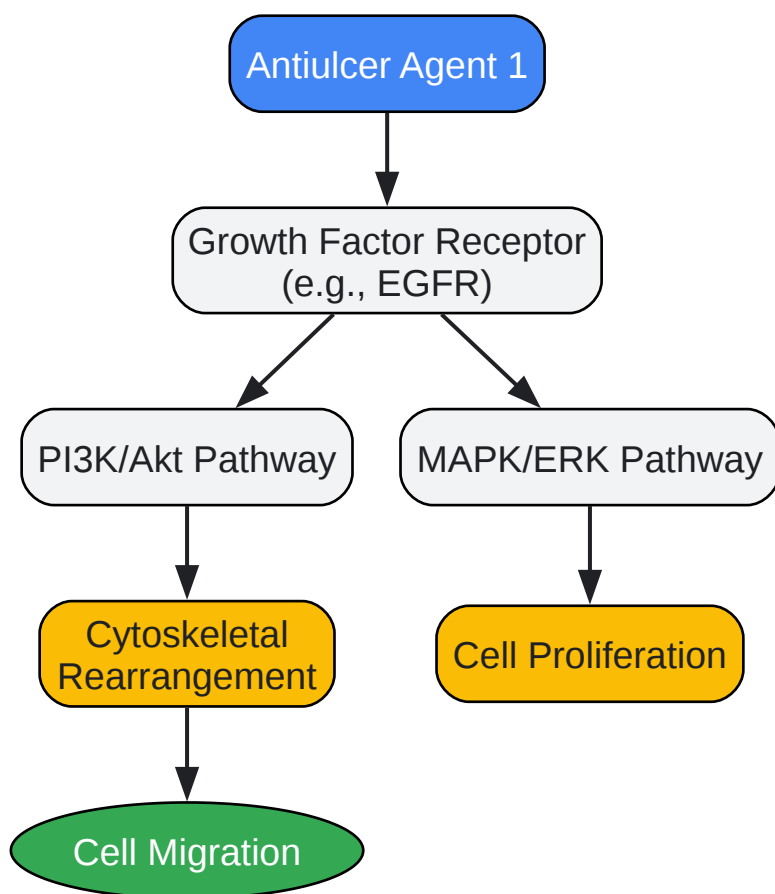 Antiulcer Agent 1
Growth Factor Receptor
(e.g., EGFR)
PI3K/Akt Pathway
MAPK/ERK Pathway
Cytoskeletal
Rearrangement
Cell Proliferation
Cell Migration